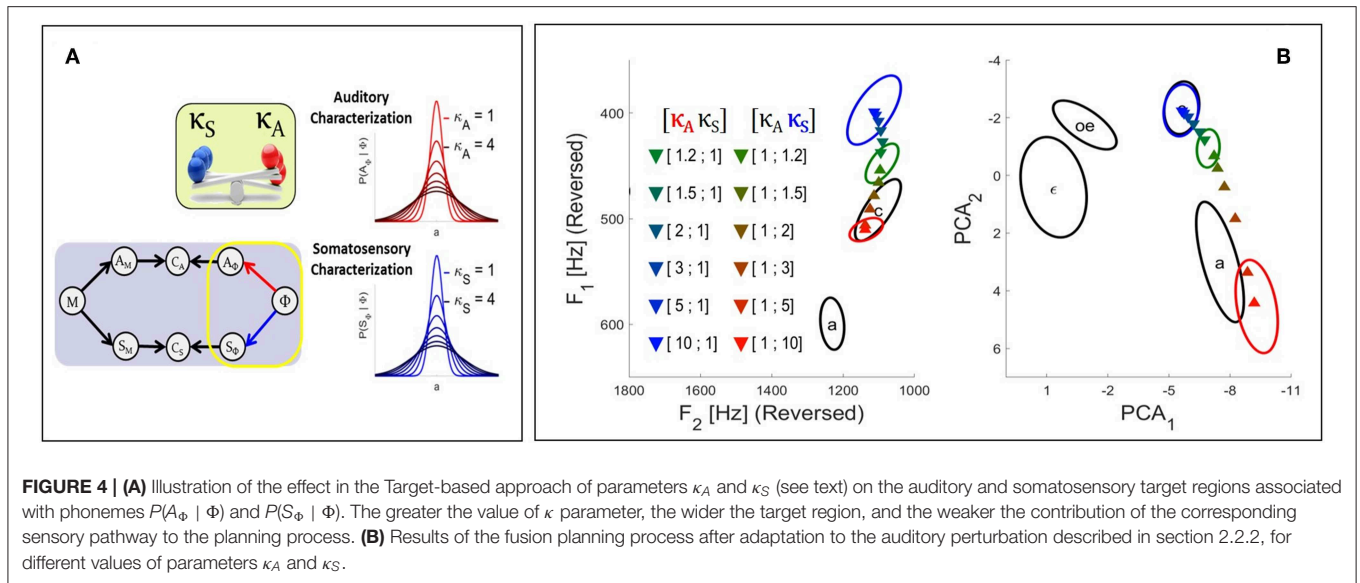 A
κS κA
Auditory
Characterization
P(AΦ | Φ)
κA = 1
κA = 4
a
Somatosensory
Characterization
P(SΦ | Φ)
κS = 1
κS = 4
a
M
AM
CA
AΦ
Φ
SM
CS
SΦ
B
F1 [Hz] (Reversed)
400
500
600
[κA κS] [κA κS]
[ 1.2 ; 1] [ 1 ; 1.2]
[ 1.5 ; 1] [ 1 ; 1.5]
[ 2 ; 1] [ 1 ; 2]
[ 3 ; 1] [ 1 ; 3]
[ 5 ; 1] [ 1 ; 5]
[ 10 ; 1] [ 1 ; 10]
a
1800 1600 1400 1200 1000
F2 [Hz] (Reversed)
PCA2
-4
-2
0
2
4
6
oe
ϵ
a
1 -2 -5 -8 -11
PCA1
FIGURE 4 | (A) Illustration of the effect in the Target-based approach of parameters κA and κS (see text) on the auditory and somatosensory target regions associated
with phonemes P(AΦ | Φ) and P(SΦ | Φ). The greater the value of κ parameter, the wider the target region, and the weaker the contribution of the corresponding
sensory pathway to the planning process. (B) Results of the fusion planning process after adaptation to the auditory perturbation described in section 2.2.2, for
different values of parameters κA and κS.